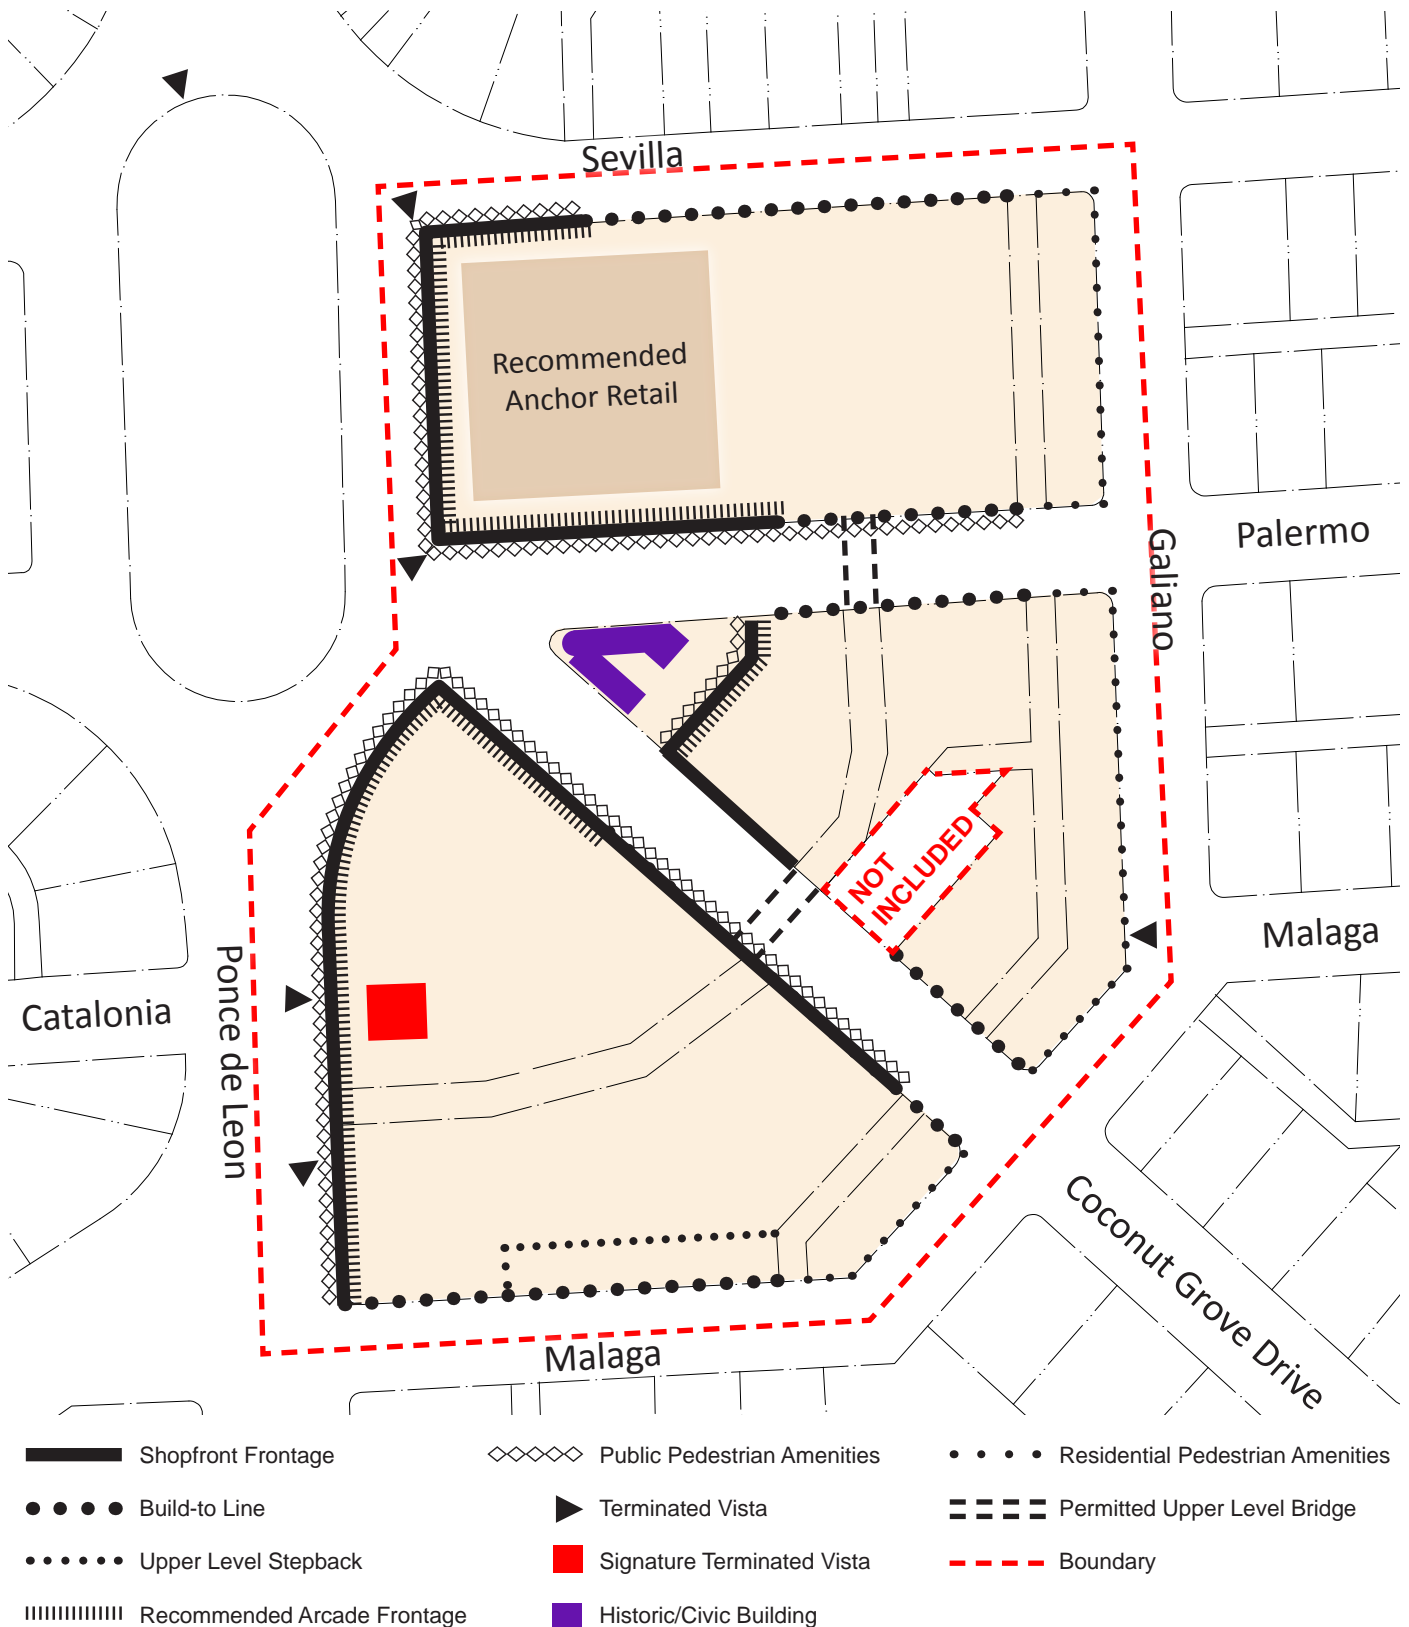 Sevilla
Recommended
Anchor Retail
Palermo
Galiano
NOT
INCLUDED
Malaga
Catalonia
Ponce de Leon
Coconut Grove Drive
Malaga
Shopfront Frontage
Public Pedestrian Amenities
Residential Pedestrian Amenities
Build-to Line
Terminated Vista
Permitted Upper Level Bridge
Upper Level Stepback
Signature Terminated Vista
Boundary
Recommended Arcade Frontage
Historic/Civic Building